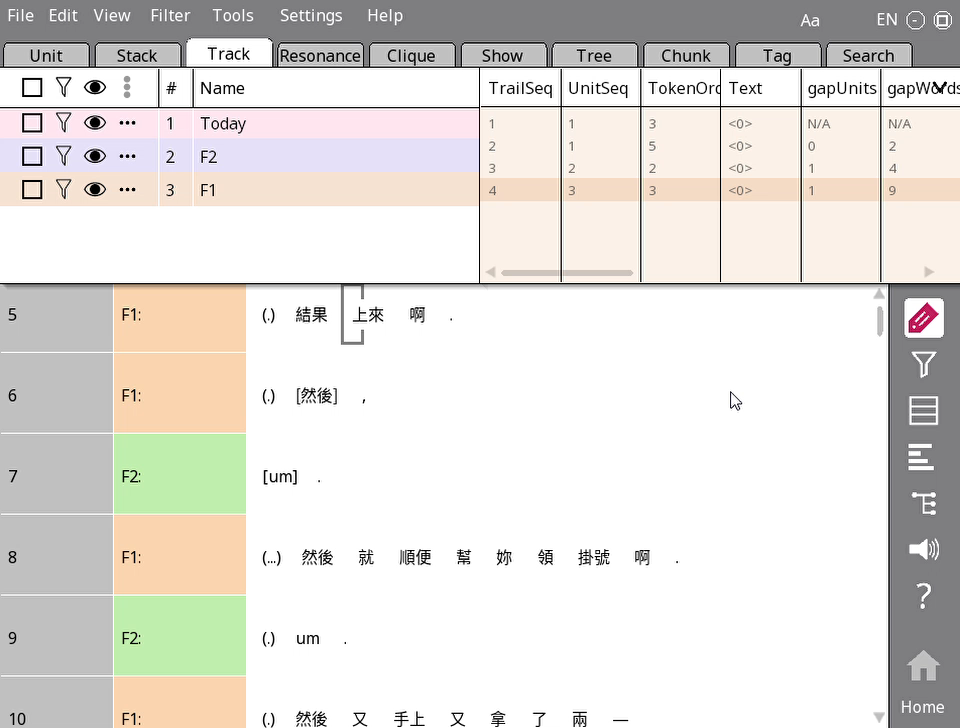 File Edit View Filter Tools Settings Help Aa EN
Unit Stack Track Resonance Clique Show Tree Chunk Tag Search
# Name TrailSeq UnitSeq TokenOrd Text gapUnits gapWords
1 Today
2 F2
3 F1
1 1 3 <0> N/A N/A
2 1 5 <0> 0 2
3 2 2 <0> 1 4
4 3 3 <0> 1 9
5 F1: (.) 結果 上來 啊 .
6 F1: (.) [然後] ,
7 F2: [um] .
8 F1: (...) 然後 就 順便 幫 妳 領 掛號 啊 .
9 F2: (.) um .
10 F1: (.) 然後 又 手上 又 拿 了 兩 —
?
Home